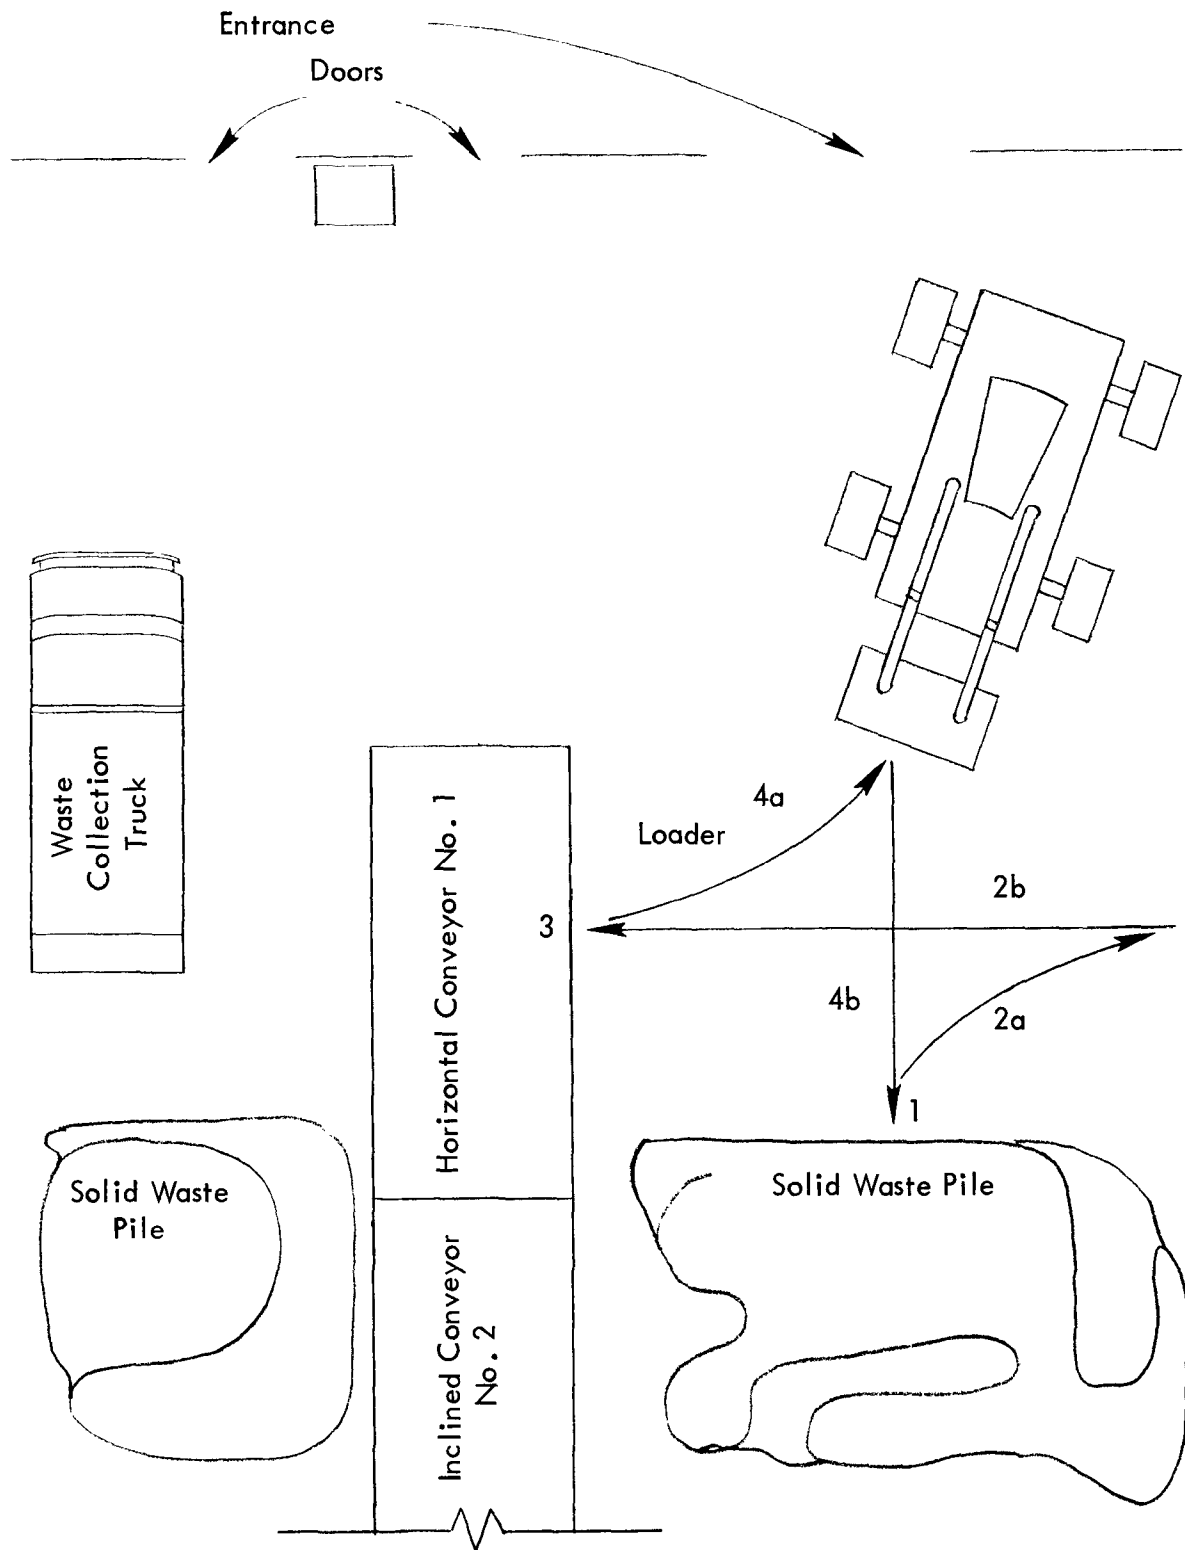 Entrance
Doors
Waste
Collection
Truck
Horizontal Conveyor No. 1
4a
Loader
2b
3
4b
2a
1
Solid Waste
Pile
Solid Waste Pile
Inclined Conveyor
No. 2